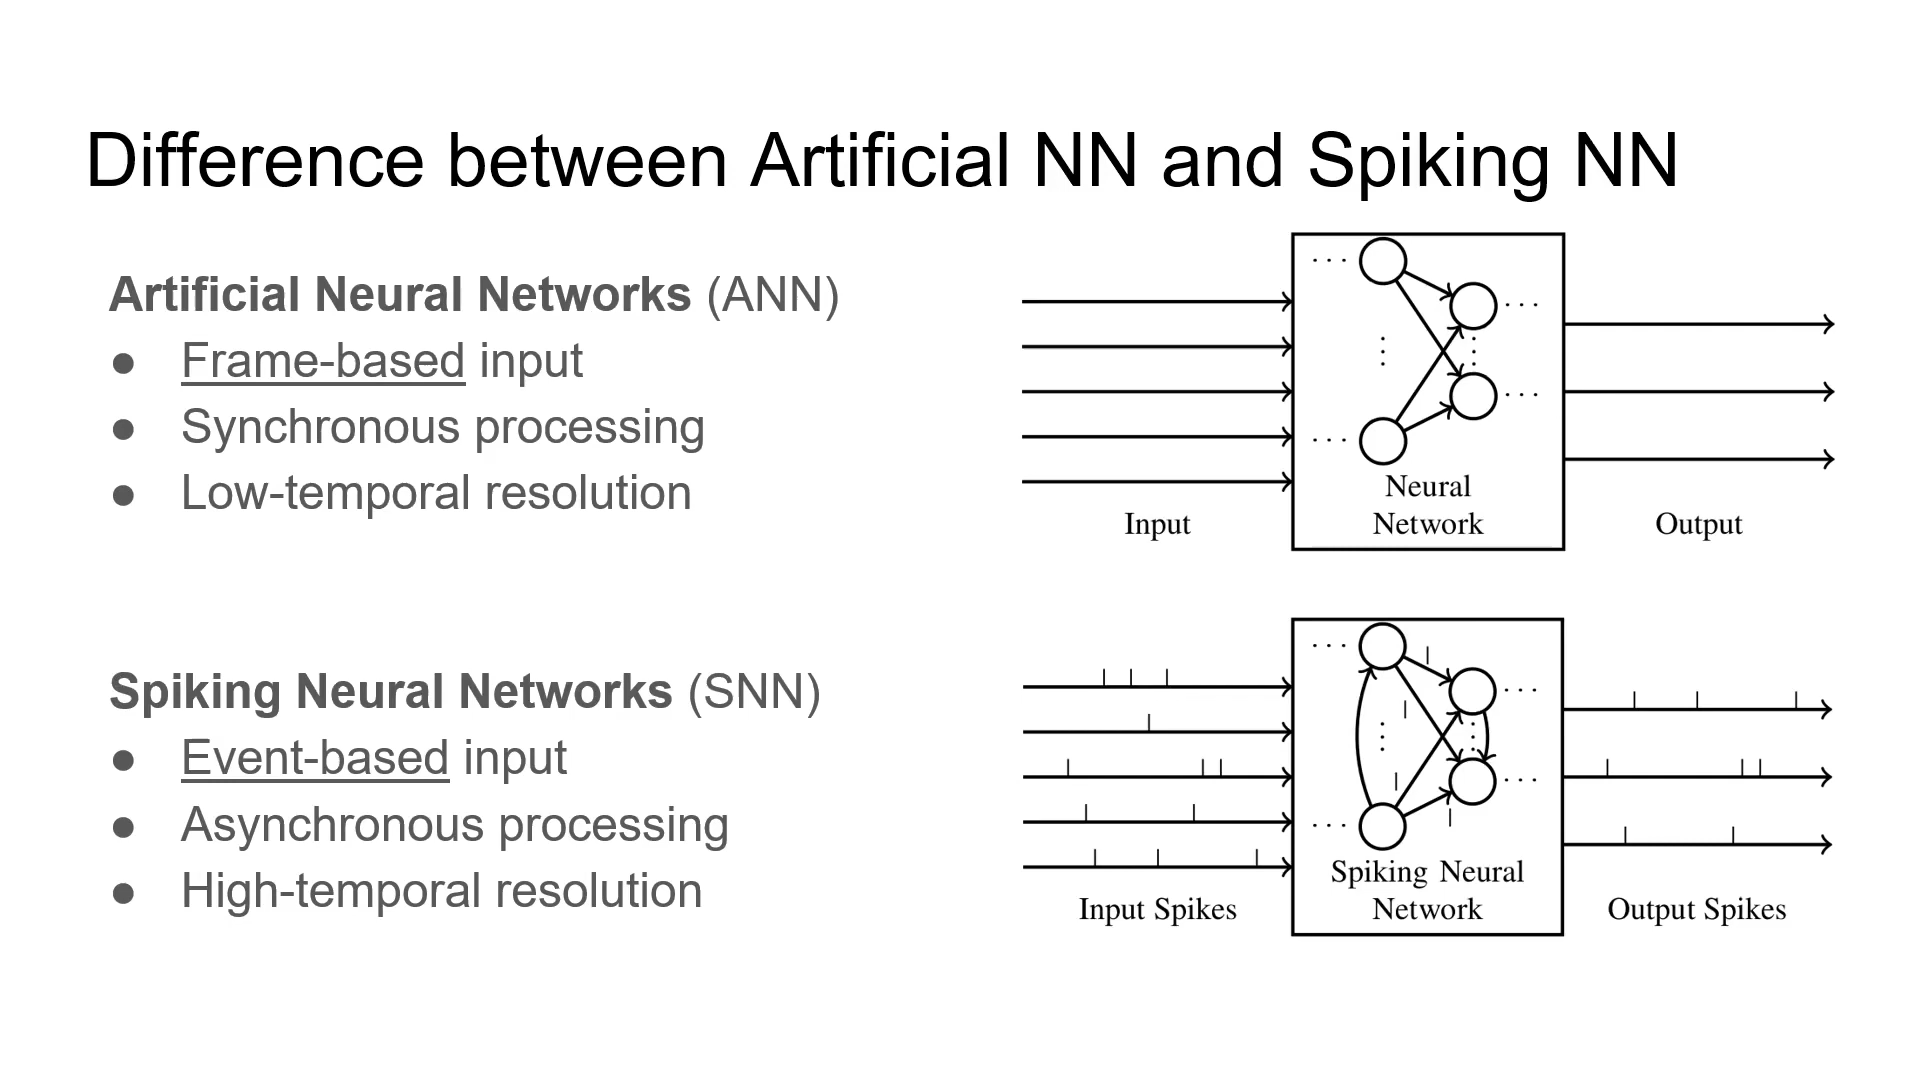 Difference between Artificial NN and Spiking NN
Artificial Neural Networks (ANN)
● Frame-based input
● Synchronous processing
● Low-temporal resolution
Input
Neural
Network
Output
Spiking Neural Networks (SNN)
● Event-based input
● Asynchronous processing
● High-temporal resolution
Input Spikes
Spiking Neural
Network
Output Spikes